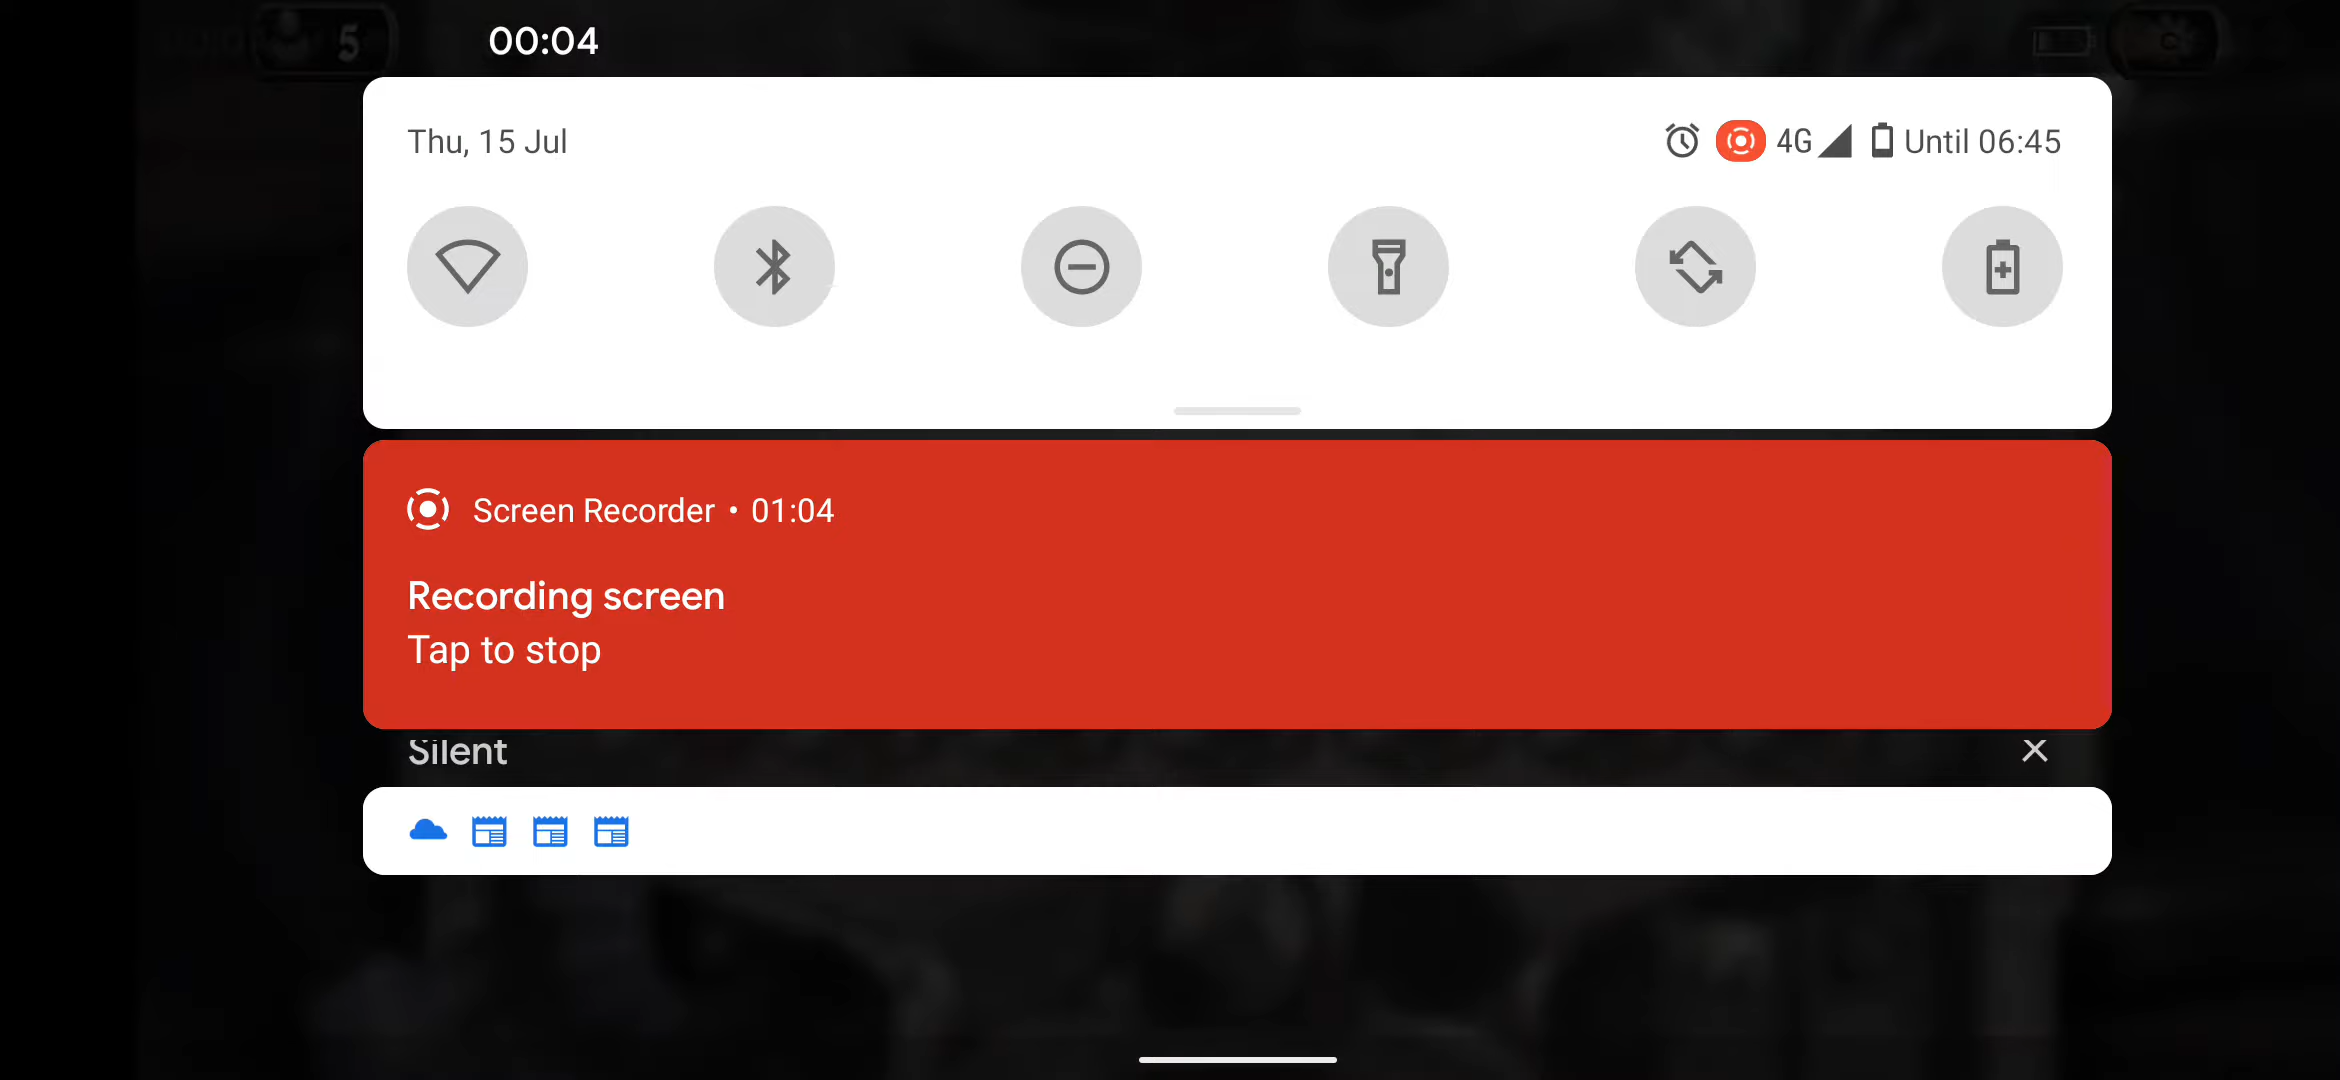 5
00:04
Thu, 15 Jul
4G
Until 06:45
Screen Recorder • 01:04
Recording screen
Tap to stop
Silent